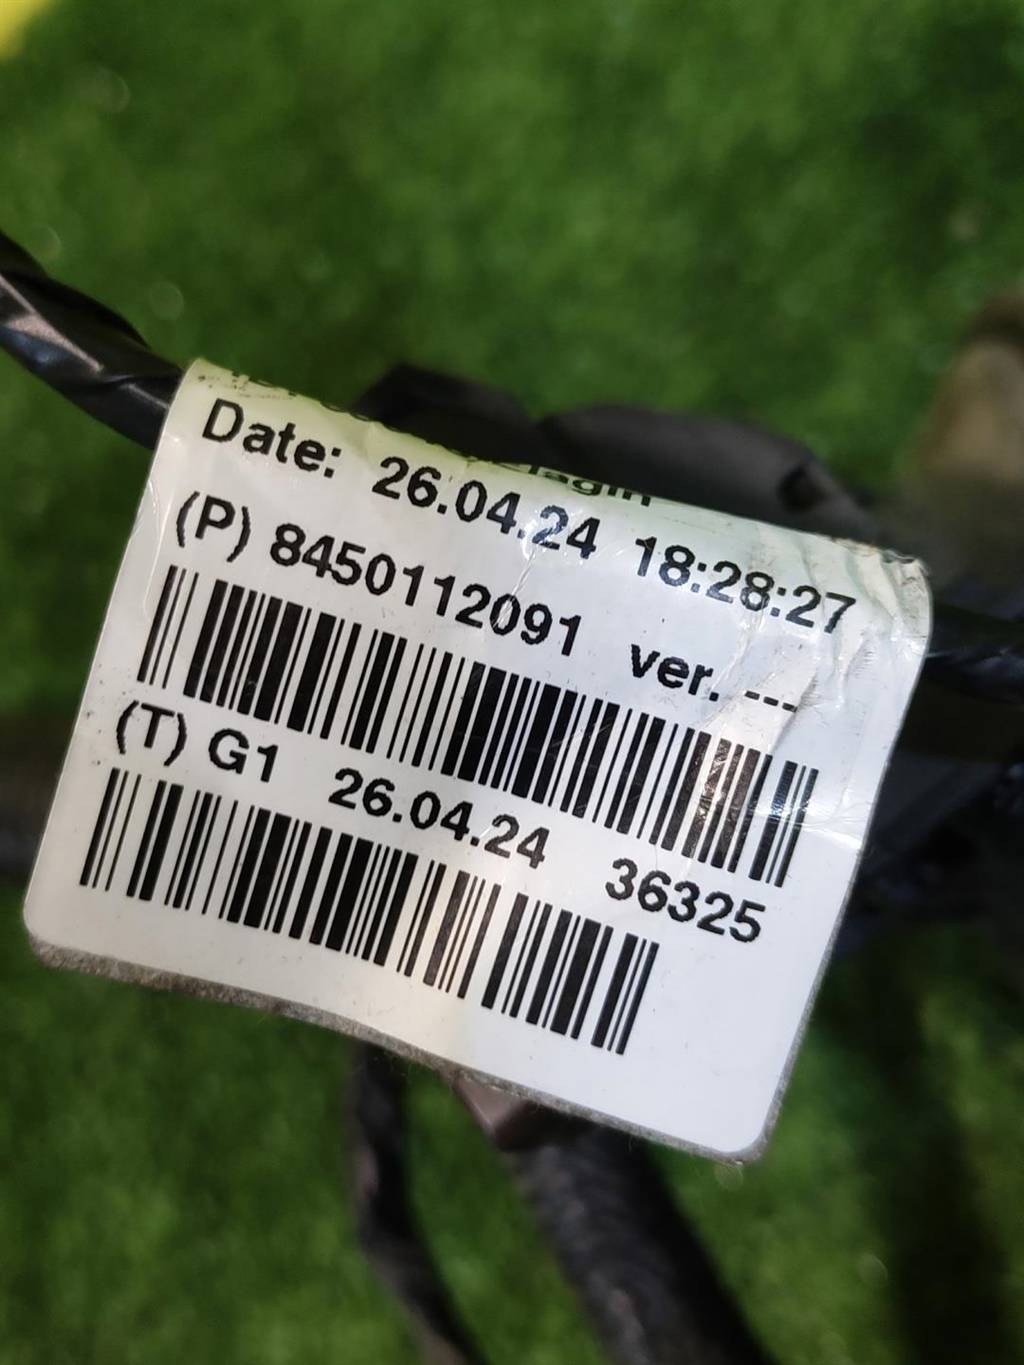 Date: 26.04.24 18:28:27
(P) 8450112091 ver. ---
(T) G1 26.04.24 36325